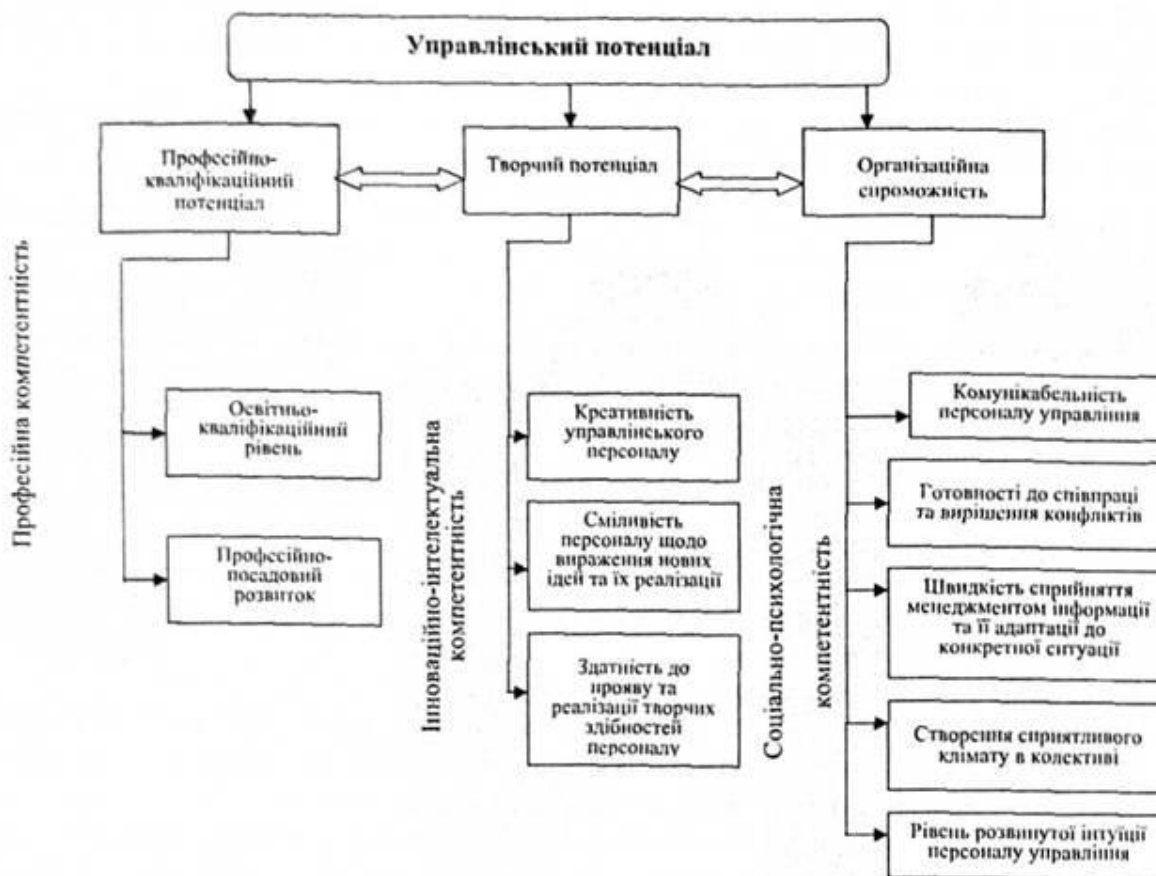 Управлінський потенціал
Професійно-
кваліфікаційний
потенціал
Творчий потенціал
Організаційна
спроможність
Професійна компетентність
Освітньо-
кваліфікаційний
рівень
Професійно-
посадовий
розвиток
Інноваційно-інтелектуальна
компетентність
Креативність
управлінського
персоналу
Сміливість
персоналу щодо
вираження нових
ідей та їх реалізації
Здатність до
прояву та
реалізації творчих
здібностей
персоналу
Соціально-психологічна
компетентність
Комунікабельність
персоналу управління
Готовності до співпраці
та вирішення конфліктів
Швидкість сприйняття
менеджментом інформації
та її адаптації до
конкретної ситуації
Створення сприятливого
клімату в колективі
Рівень розвинутої інтуїції
персоналу управління